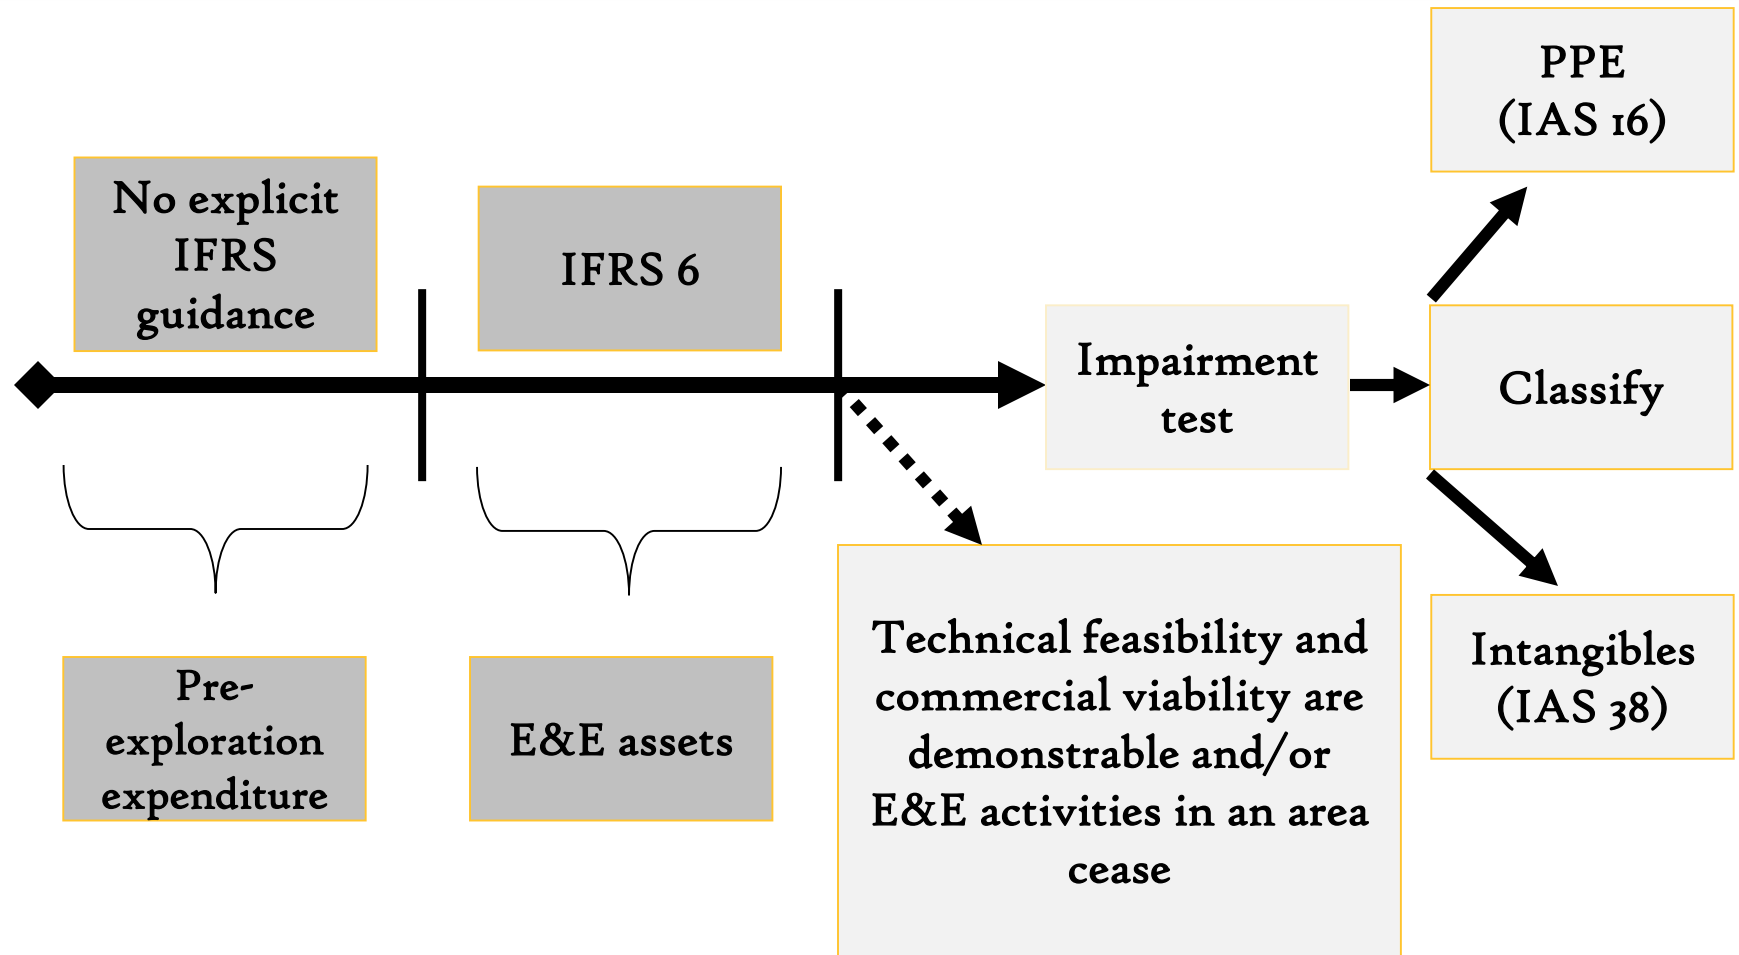 PPE
(IAS 16)
No explicit
IFRS
guidance
IFRS 6
Impairment
test
Classify
Pre-
exploration
expenditure
E&E assets
Technical feasibility and
commercial viability are
demonstrable and/or
E&E activities in an area
cease
Intangibles
(IAS 38)